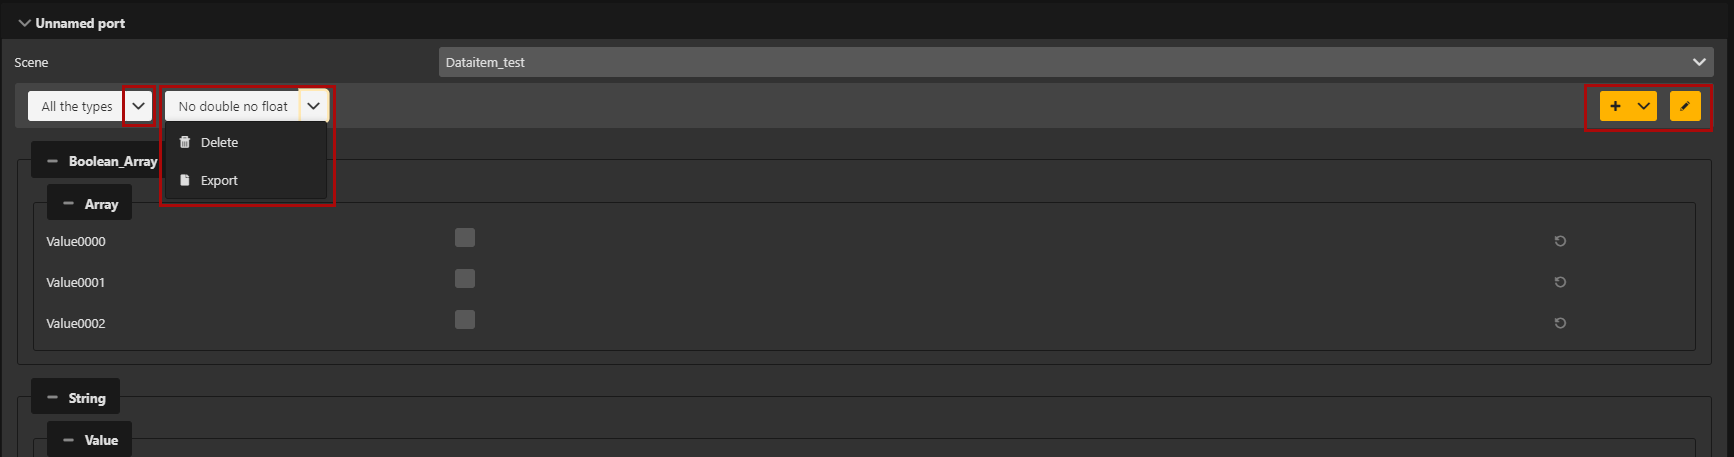 Unnamed port
Scene
Dataitem_test
All the types
No double no float
Delete
Export
Boolean_Array
Array
Value0000
Value0001
Value0002
String
Value